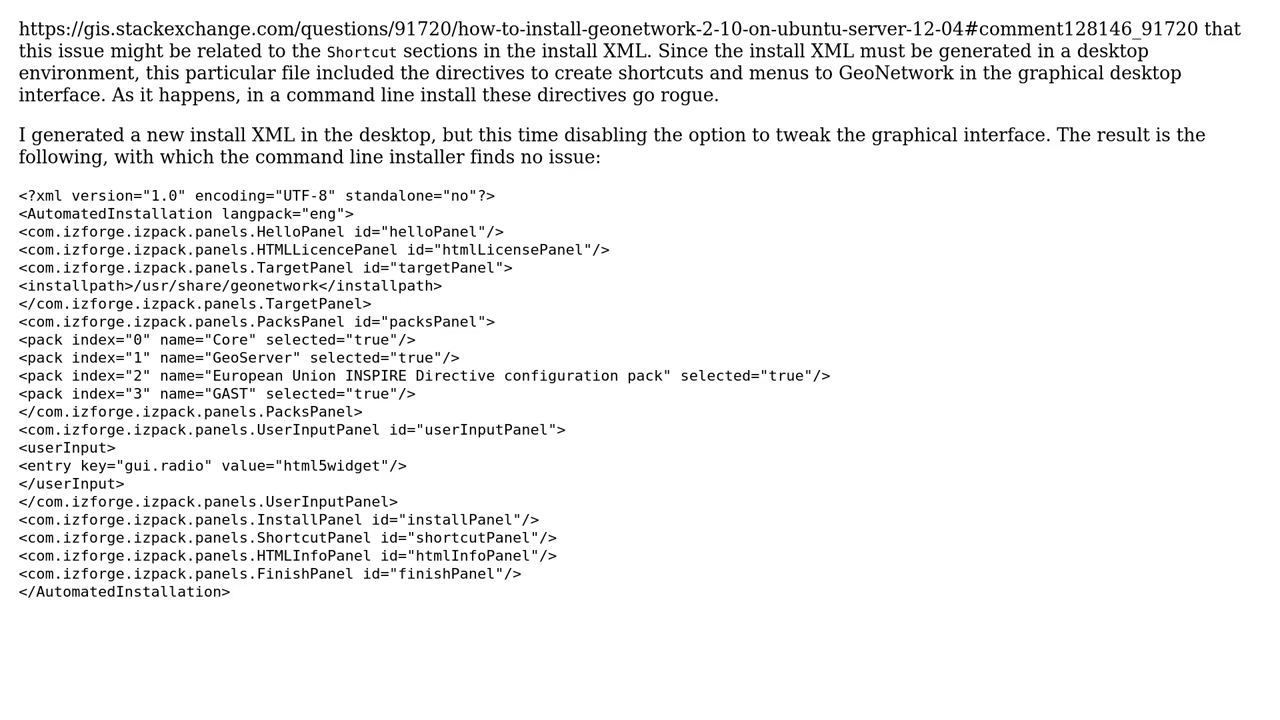 https://gis.stackexchange.com/questions/91720/how-to-install-geonetwork-2-10-on-ubuntu-server-12-04#comment128146_91720 that
this issue might be related to the Shortcut sections in the install XML. Since the install XML must be generated in a desktop
environment, this particular file included the directives to create shortcuts and menus to GeoNetwork in the graphical desktop
interface. As it happens, in a command line install these directives go rogue.
I generated a new install XML in the desktop, but this time disabling the option to tweak the graphical interface. The result is the
following, with which the command line installer finds no issue:
<?xml version="1.0" encoding="UTF-8" standalone="no"?>
<AutomatedInstallation langpack="eng">
<com.izforge.izpack.panels.HelloPanel id="helloPanel"/>
<com.izforge.izpack.panels.HTMLLicencePanel id="htmlLicensePanel"/>
<com.izforge.izpack.panels.TargetPanel id="targetPanel">
<installpath>/usr/share/geonetwork</installpath>
</com.izforge.izpack.panels.TargetPanel>
<com.izforge.izpack.panels.PacksPanel id="packsPanel">
<pack index="0" name="Core" selected="true"/>
<pack index="1" name="GeoServer" selected="true"/>
<pack index="2" name="European Union INSPIRE Directive configuration pack" selected="true"/>
<pack index="3" name="GAST" selected="true"/>
</com.izforge.izpack.panels.PacksPanel>
<com.izforge.izpack.panels.UserInputPanel id="userInputPanel">
<userInput>
<entry key="gui.radio" value="html5widget"/>
</userInput>
</com.izforge.izpack.panels.UserInputPanel>
<com.izforge.izpack.panels.InstallPanel id="installPanel"/>
<com.izforge.izpack.panels.ShortcutPanel id="shortcutPanel"/>
<com.izforge.izpack.panels.HTMLInfoPanel id="htmlInfoPanel"/>
<com.izforge.izpack.panels.FinishPanel id="finishPanel"/>
</AutomatedInstallation>